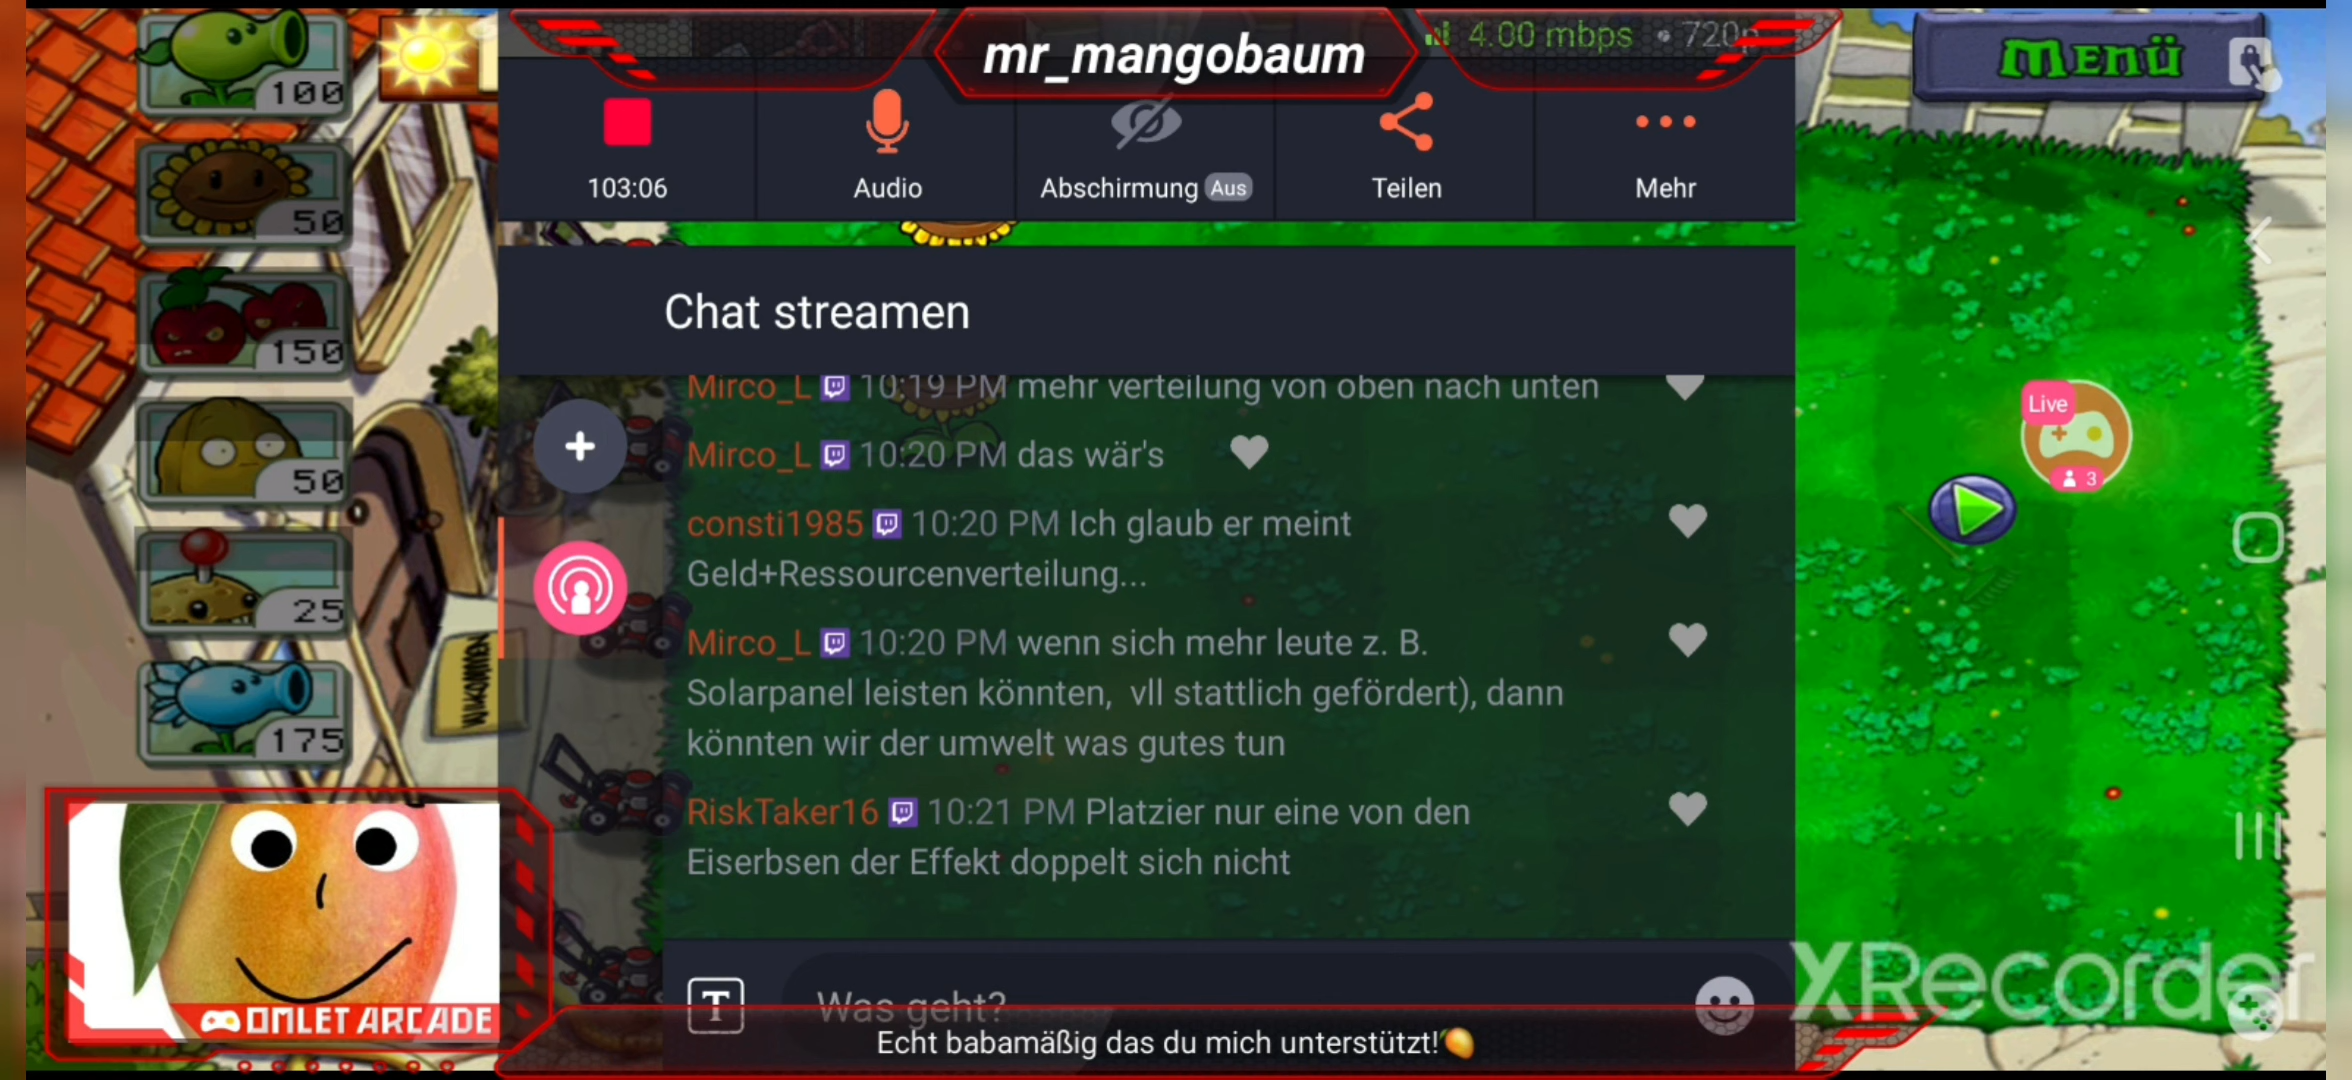 100
50
150
50
25
175
mr_mangobaum
4.00 mbps • 720p
Menü
103:06
Audio
Abschirmung Aus
Teilen
Mehr
Chat streamen
Mirco_L 10:19 PM mehr verteilung von oben nach unten
Mirco_L 10:20 PM das wär's
consti1985 10:20 PM Ich glaub er meint
Geld+Ressourcenverteilung...
Mirco_L 10:20 PM wenn sich mehr leute z. B.
Solarpanel leisten könnten, vll stattlich gefördert), dann
könnten wir der umwelt was gutes tun
RiskTaker16 10:21 PM Platzier nur eine von den
Eiserbsen der Effekt doppelt sich nicht
Live
3
T
Was geht?
Echt babamäßig das du mich unterstützt!
OMLET ARCADE
XRecorder